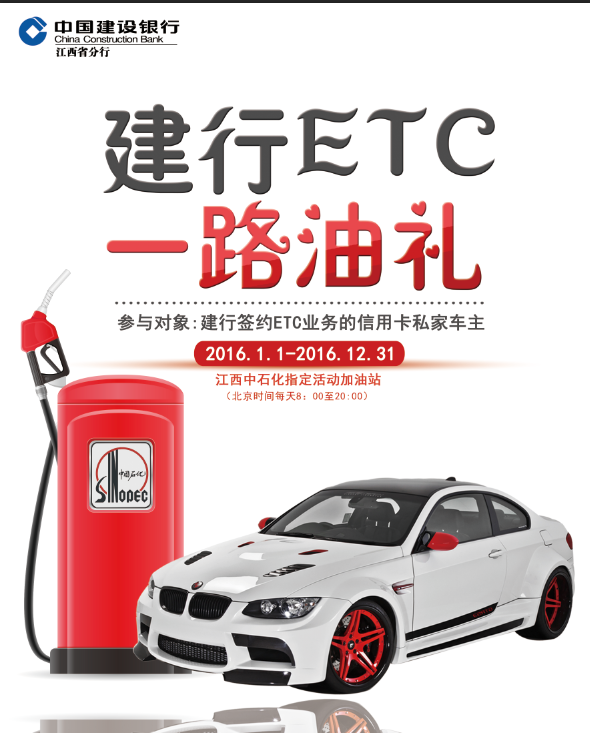 中国建设银行
China Construction Bank
江西省分行
建行ETC
一路油礼
参与对象:建行签约ETC业务的信用卡私家车主
2016.1.1-2016.12.31
江西中石化指定活动加油站
（北京时间每天8：00至20:00）
中国石化
SINOPEC